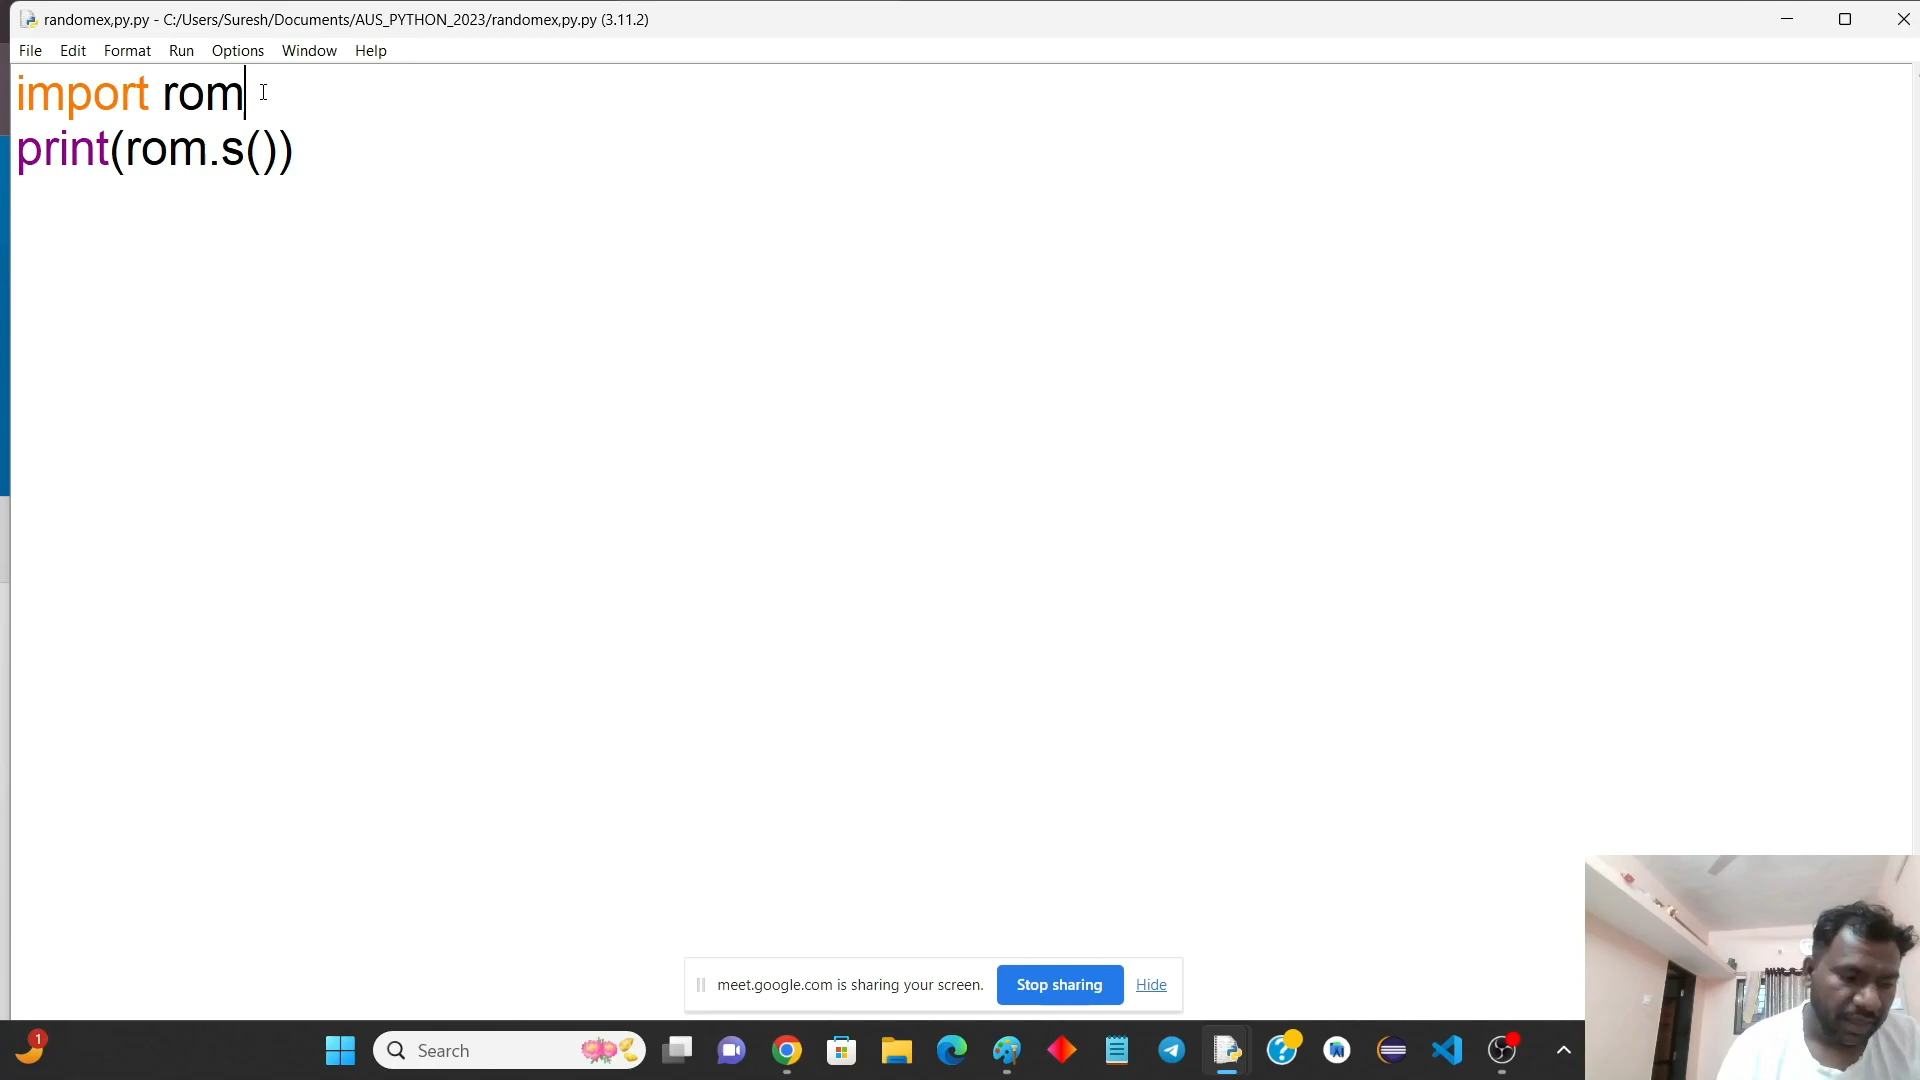 randomex,py.py - C:/Users/Suresh/Documents/AUS_PYTHON_2023/randomex,py.py (3.11.2)
File Edit Format Run Options Window Help
import rom
print(rom.s())
meet.google.com is sharing your screen. Stop sharing Hide
1
Search